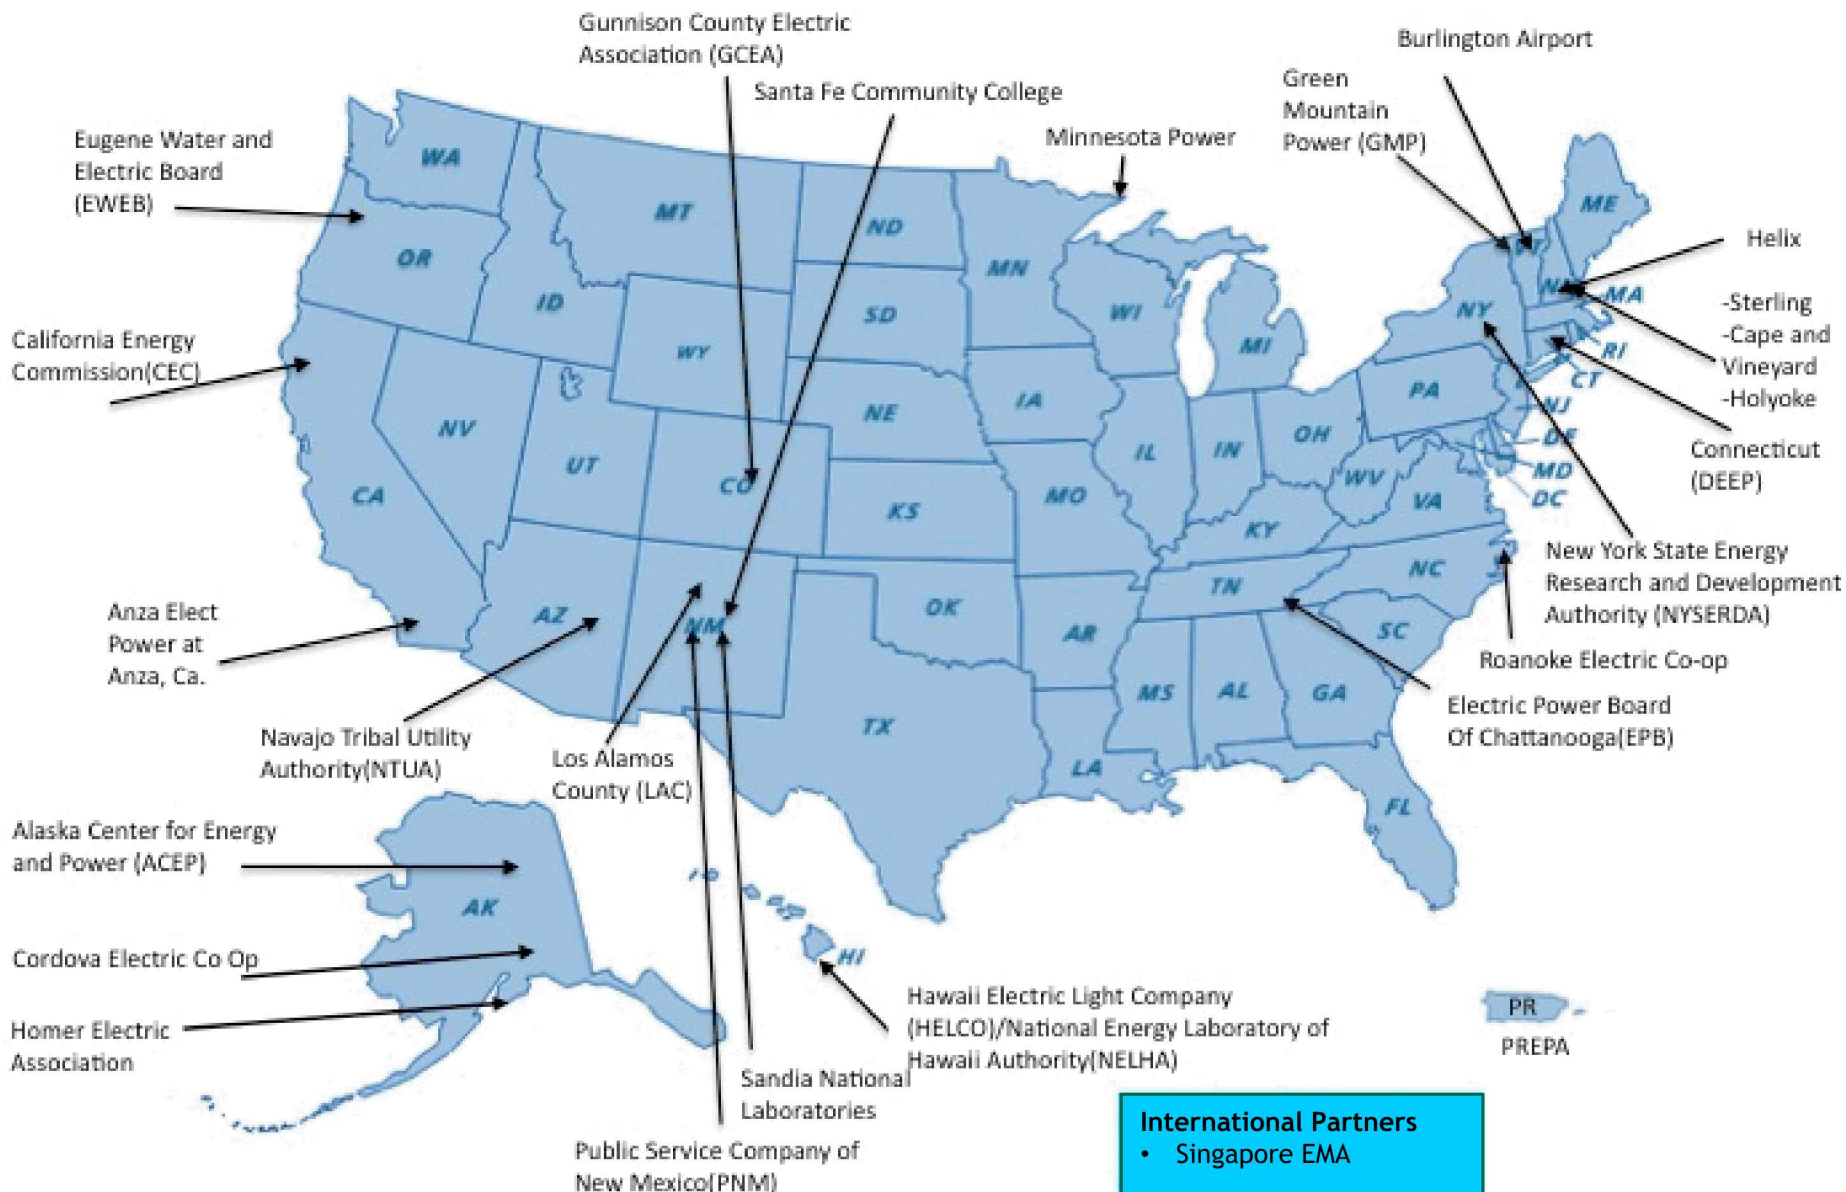 Gunnison County Electric
Association (GCEA)
Burlington Airport
Santa Fe Community College
Green
Mountain
Power (GMP)
Minnesota Power
Eugene Water and
Electric Board
(EWEB)
WA
MT
ND
MN
OR
ID
SD
WI
WY
MI
ME
NY
MA
RI
CT
NJ
DE
MD
DC
Helix
-Sterling
-Cape and
Vineyard
-Holyoke
California Energy
Commission(CEC)
NV
UT
CO
NE
IA
PA
IL
IN
OH
WV
VA
CA
KS
MO
KY
Connecticut
(DEEP)
New York State Energy
Research and Development
Authority (NYSERDA)
AZ
NM
OK
AR
TN
NC
SC
Anza Elect
Power at
Anza, Ca.
Roanoke Electric Co-op
TX
LA
MS
AL
GA
FL
Electric Power Board
Of Chattanooga(EPB)
Navajo Tribal Utility
Authority(NTUA)
Los Alamos
County (LAC)
Alaska Center for Energy
and Power (ACEP)
AK
Cordova Electric Co Op
Homer Electric
Association
HI
Hawaii Electric Light Company
(HELCO)/National Energy Laboratory of
Hawaii Authority(NELHA)
PR
PREPA
Sandia National
Laboratories
Public Service Company of
New Mexico(PNM)
International Partners
• Singapore EMA